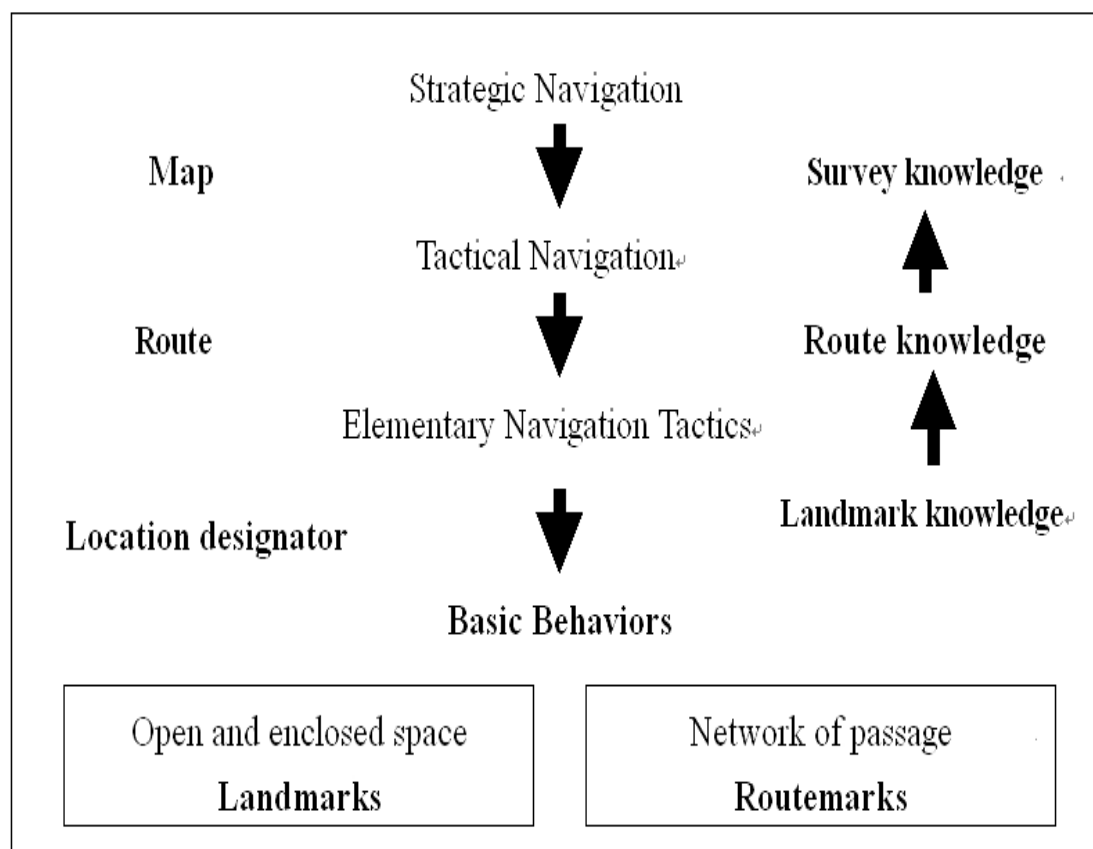 Strategic Navigation
Map
Survey knowledge
Tactical Navigation
Route
Route knowledge
Elementary Navigation Tactics
Landmark knowledge
Location designator
Basic Behaviors
Open and enclosed space
Landmarks
Network of passage
Routemarks